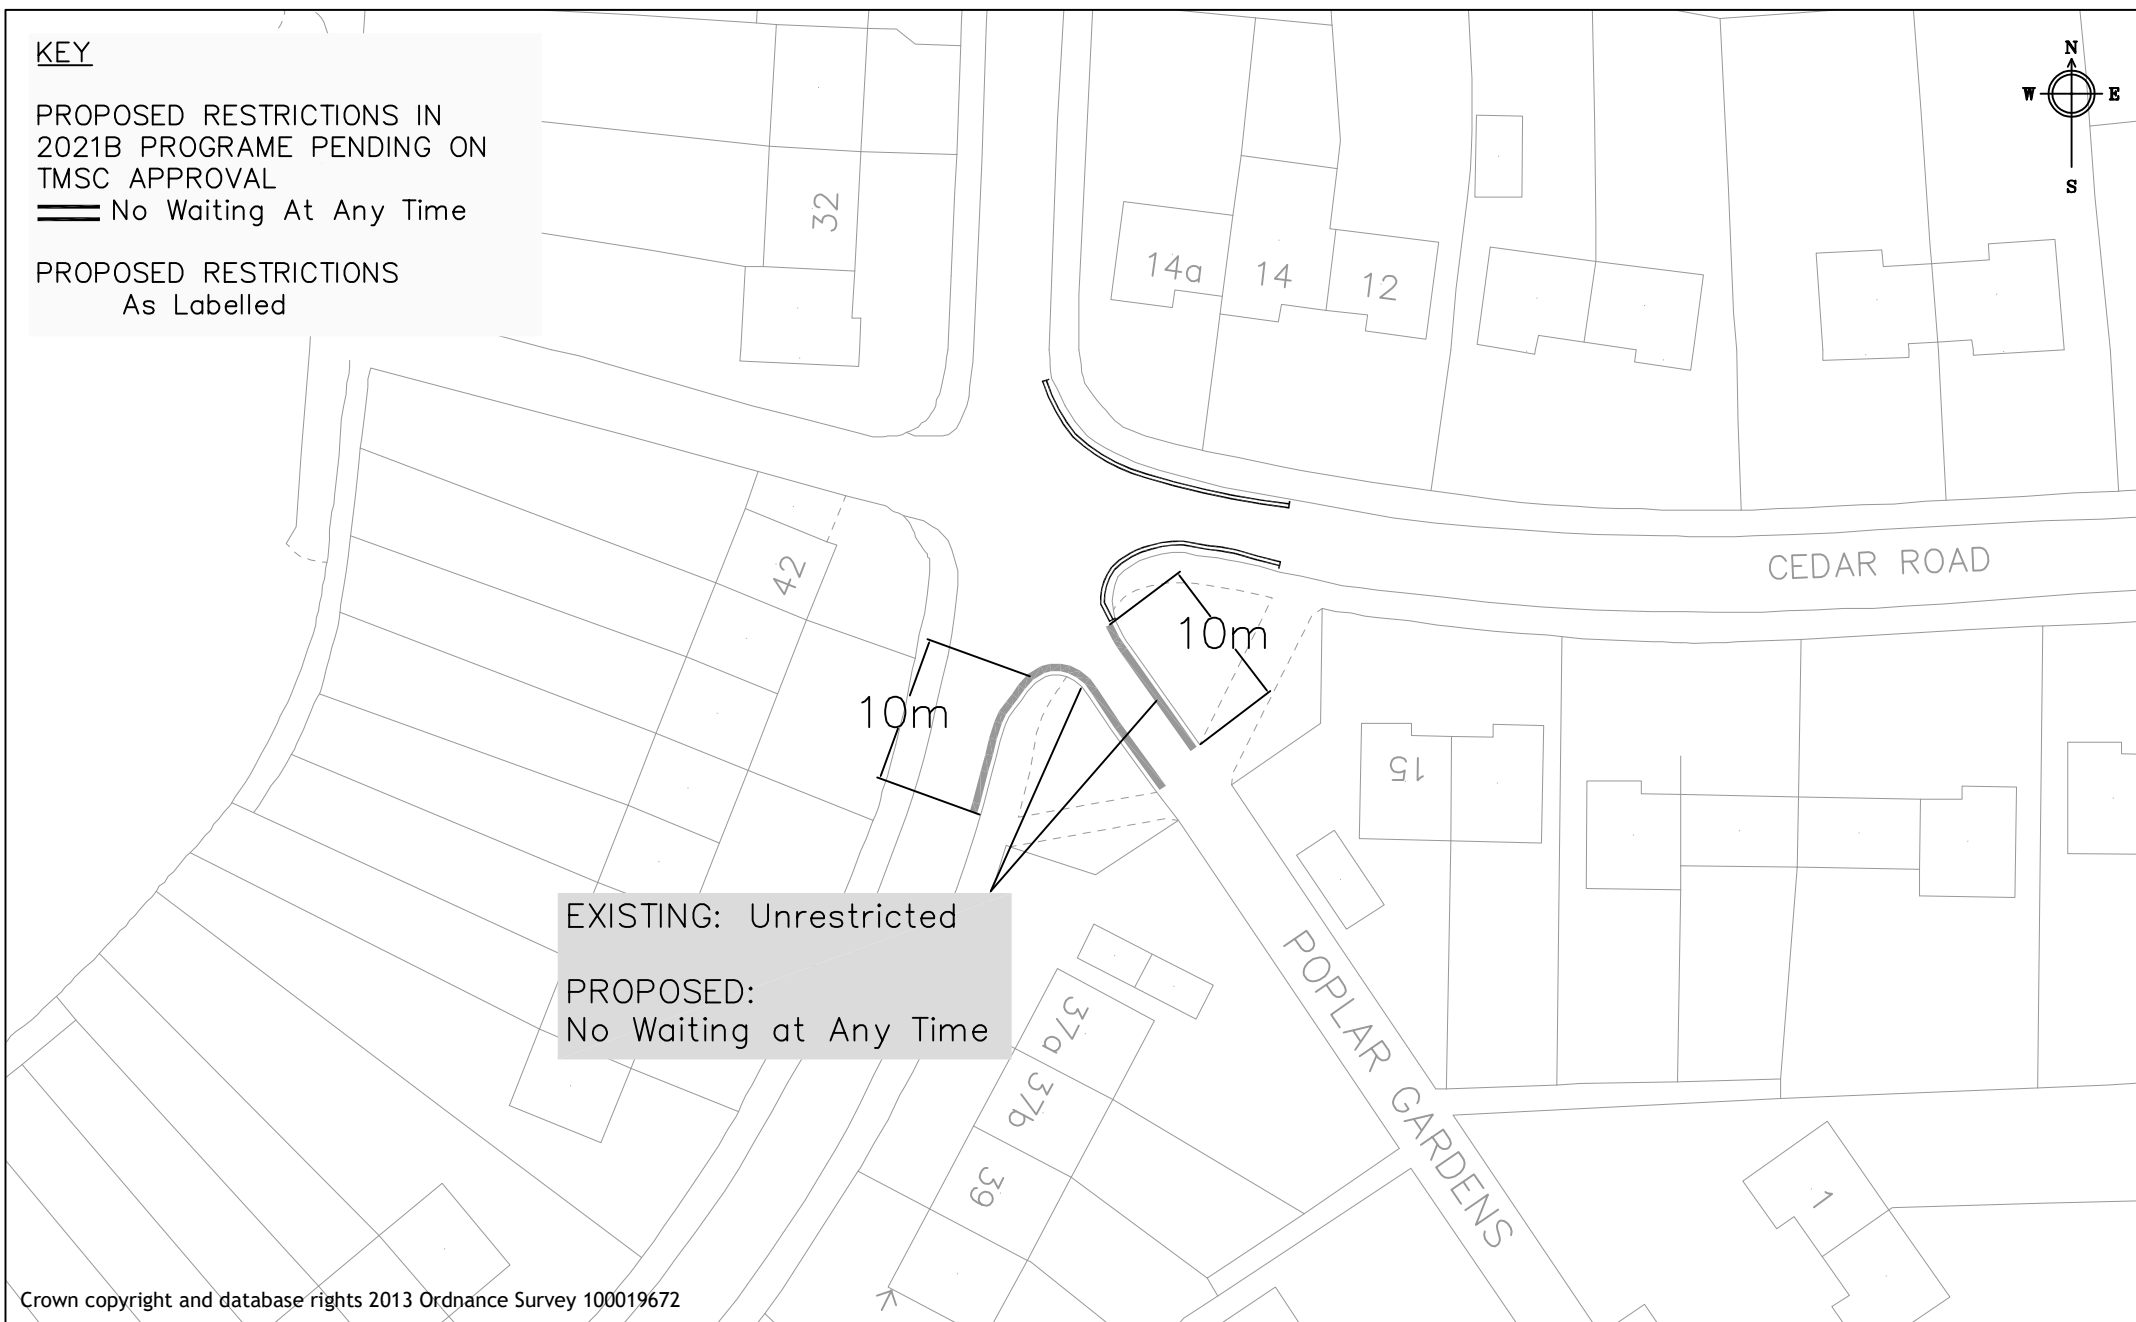 KEY
PROPOSED RESTRICTIONS IN
2021B PROGRAME PENDING ON
TMSC APPROVAL
No Waiting At Any Time
PROPOSED RESTRICTIONS
As Labelled
N
W E
S
32
14a
14
12
42
CEDAR ROAD
10m
10m
15
EXISTING: Unrestricted
PROPOSED:
No Waiting at Any Time
37a
37b
39
POPLAR GARDENS
1
Crown copyright and database rights 2013 Ordnance Survey 100019672